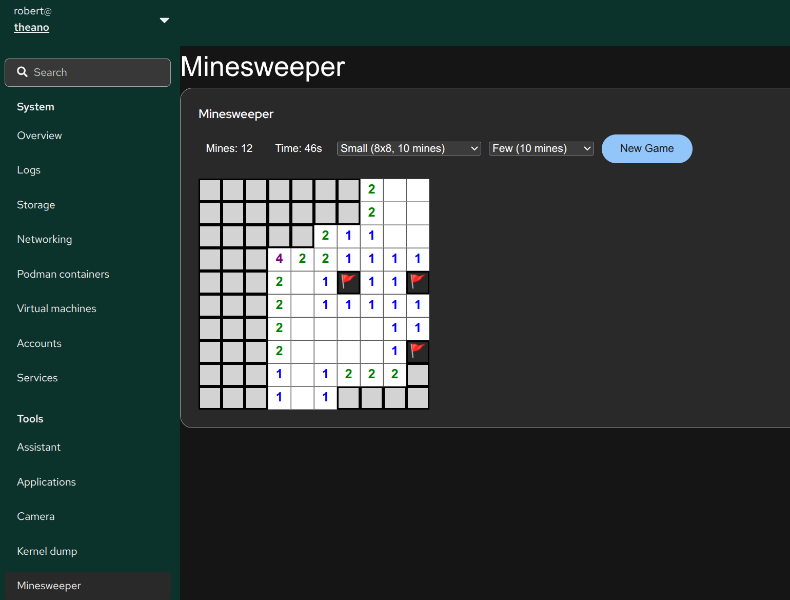 robert@
theano
Search
System
Overview
Logs
Storage
Networking
Podman containers
Virtual machines
Accounts
Services
Tools
Assistant
Applications
Camera
Kernel dump
Minesweeper
Minesweeper
Minesweeper
Mines: 12 Time: 46s Small (8x8, 10 mines) Few (10 mines) New Game
2
2
2 1 1
4 2 2 1 1 1 1
2 1 1 1
2 1 1 1 1 1
2 1 1
2 1
1 1 2 2 2
1 1